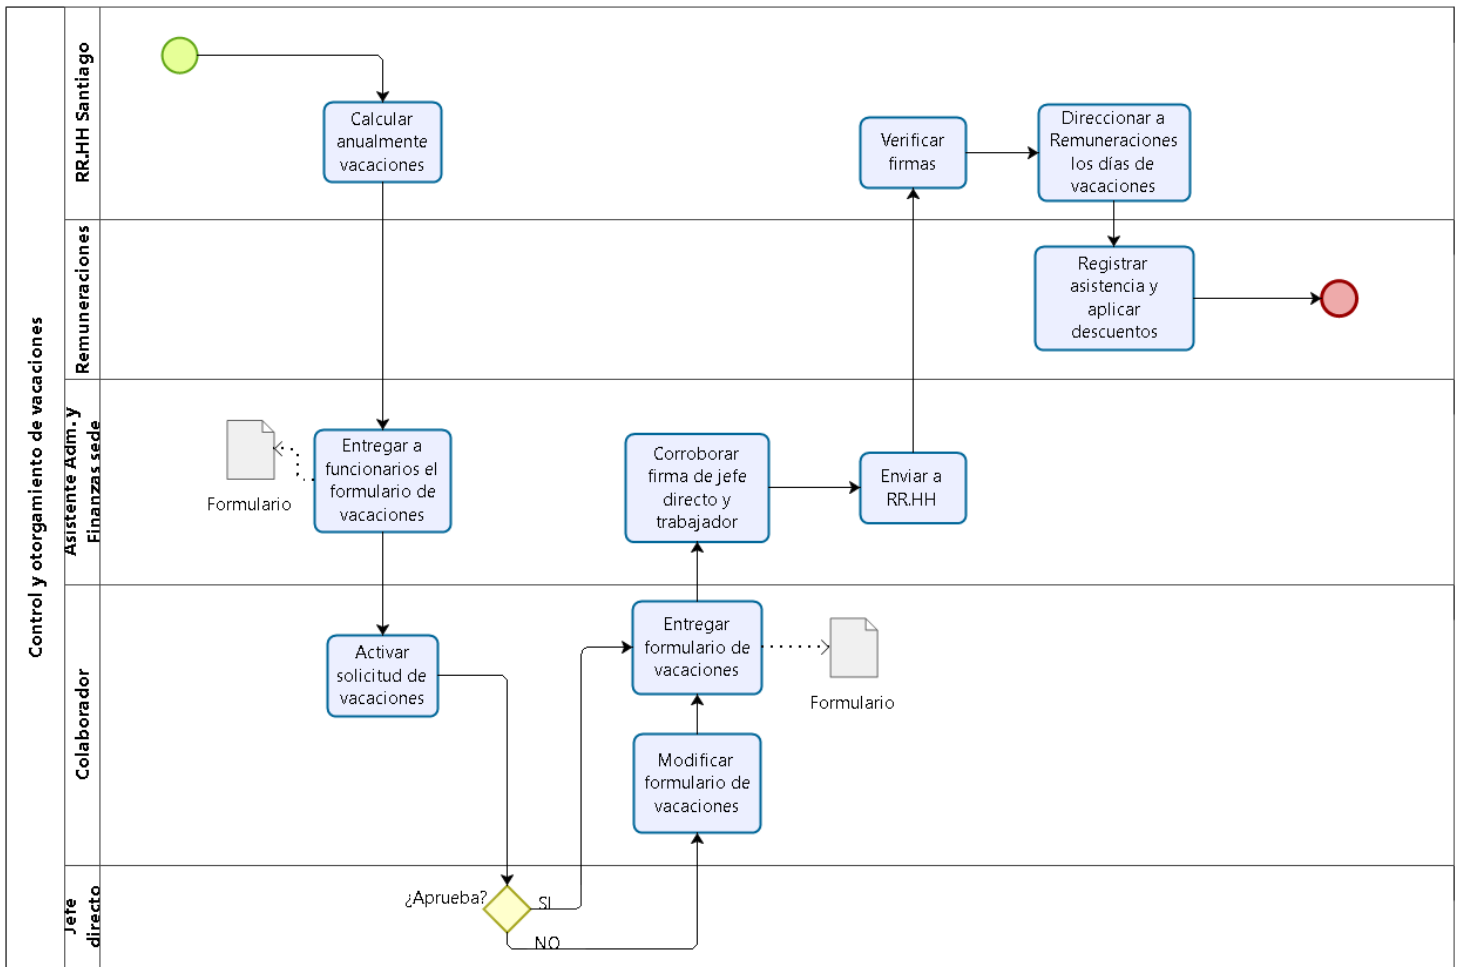 Control y otorgamiento de vacaciones
RR.HH Santiago
Calcular
anualmente
vacaciones
Verificar
firmas
Direccionar a
Remuneraciones
los días de
vacaciones
Remuneraciones
Registrar
asistencia y
aplicar
descuentos
Asistente Adm. y
Finanzas sede
Formulario
Entregar a
funcionarios el
formulario de
vacaciones
Corroborar
firma de jefe
directo y
trabajador
Enviar a
RR.HH
Colaborador
Activar
solicitud de
vacaciones
Entregar
formulario de
vacaciones
Formulario
Modificar
formulario de
vacaciones
Jefe
directo
¿Aprueba?
SI
NO